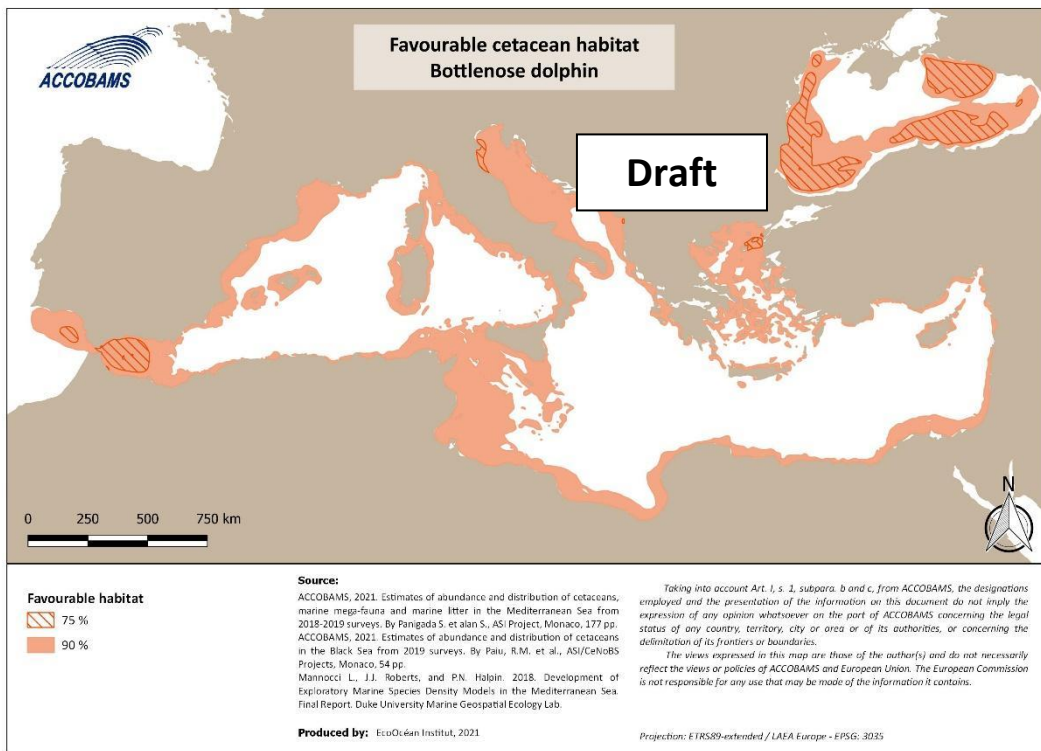 ACCOBAMS
Favourable cetacean habitat
Bottlenose dolphin
Draft
N
0 250 500 750 km
Favourable habitat
75 %
90 %
Source:
ACCOBAMS, 2021. Estimates of abundance and distribution of cetaceans,
marine mega-fauna and marine litter in the Mediterranean Sea from
2018-2019 surveys. By Panigada S. et alan S., ASI Project, Monaco, 177 pp.
ACCOBAMS, 2021. Estimates of abundance and distribution of cetaceans
in the Black Sea from 2019 surveys. By Paiu, R.M. et al., ASI/CeNoBS
Projects, Monaco, 54 pp.
Mannocci L., J.J. Roberts, and P.N. Halpin. 2018. Development of
Exploratory Marine Species Density Models in the Mediterranean Sea.
Final Report. Duke University Marine Geospatial Ecology Lab.
Produced by: EcoOcéan Institut, 2021
Taking into account Art. I, s. 1, subpara. b and c, from ACCOBAMS, the designations
employed and the presentation of the information on this document do not imply the
expression of any opinion whatsoever on the part of ACCOBAMS concerning the legal
status of any country, territory, city or area or of its authorities, or concerning the
delimitation of its frontiers or boundaries.
The views expressed in this map are those of the author(s) and do not necessarily
reflect the views or policies of ACCOBAMS and European Union. The European Commission
is not responsible for any use that may be made of the information it contains.
Projection: ETRS89-extended / LAEA Europe - EPSG: 3035